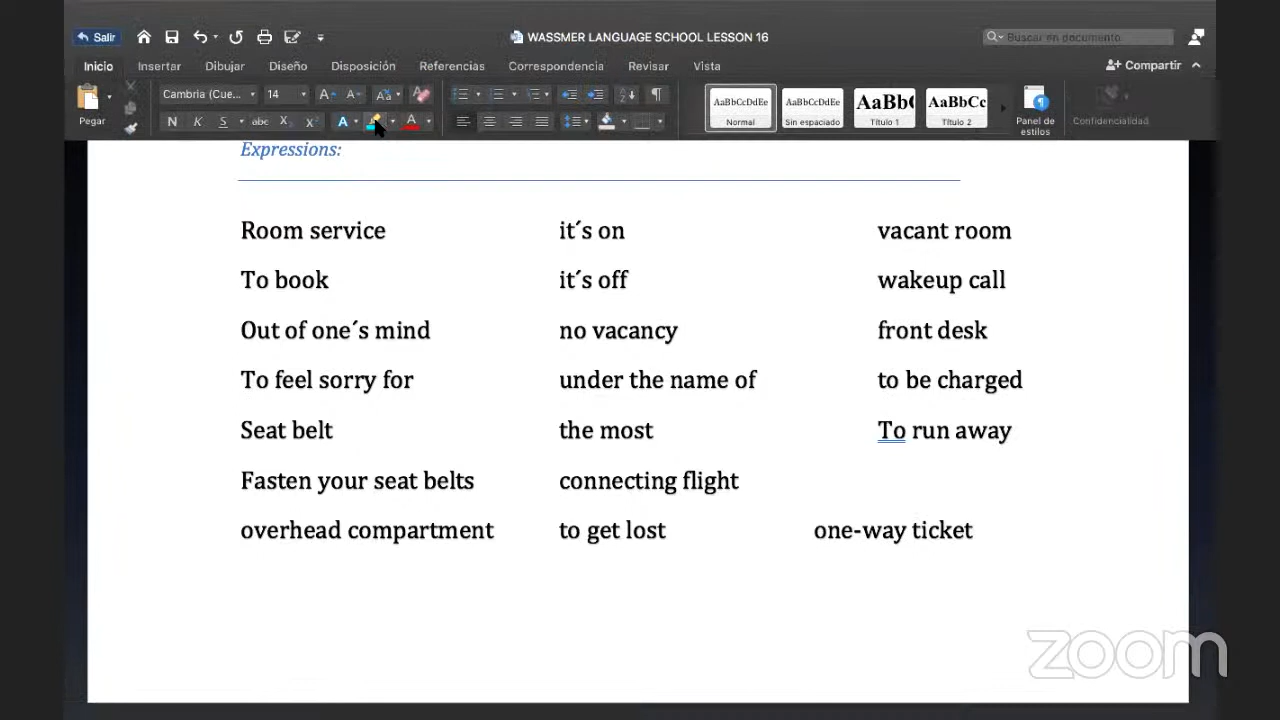 Salir
WASSMER LANGUAGE SCHOOL LESSON 16
Buscar en documento
Inicio Insertar Dibujar Diseño Disposición Referencias Correspondencia Revisar Vista
Compartir
Pegar
Cambria (Cue... 14
N K S abc X X A A
AaBbCcDdEe AaBbCcDdEe AaBb( AaBbCc
Normal Sin espaciado Título 1 Título 2
Panel de estilos
Confidencialidad
Expressions:
Room service it´s on vacant room
To book it´s off wakeup call
Out of one´s mind no vacancy front desk
To feel sorry for under the name of to be charged
Seat belt the most To run away
Fasten your seat belts connecting flight
overhead compartment to get lost one-way ticket
zoom